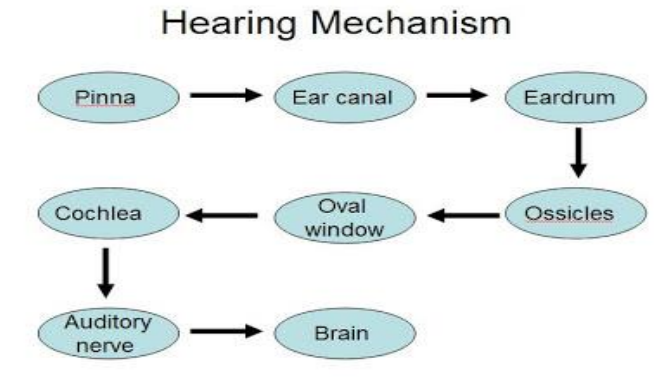 Hearing Mechanism
Pinna
Ear canal
Eardrum
Ossicles
Oval
window
Cochlea
Auditory
nerve
Brain